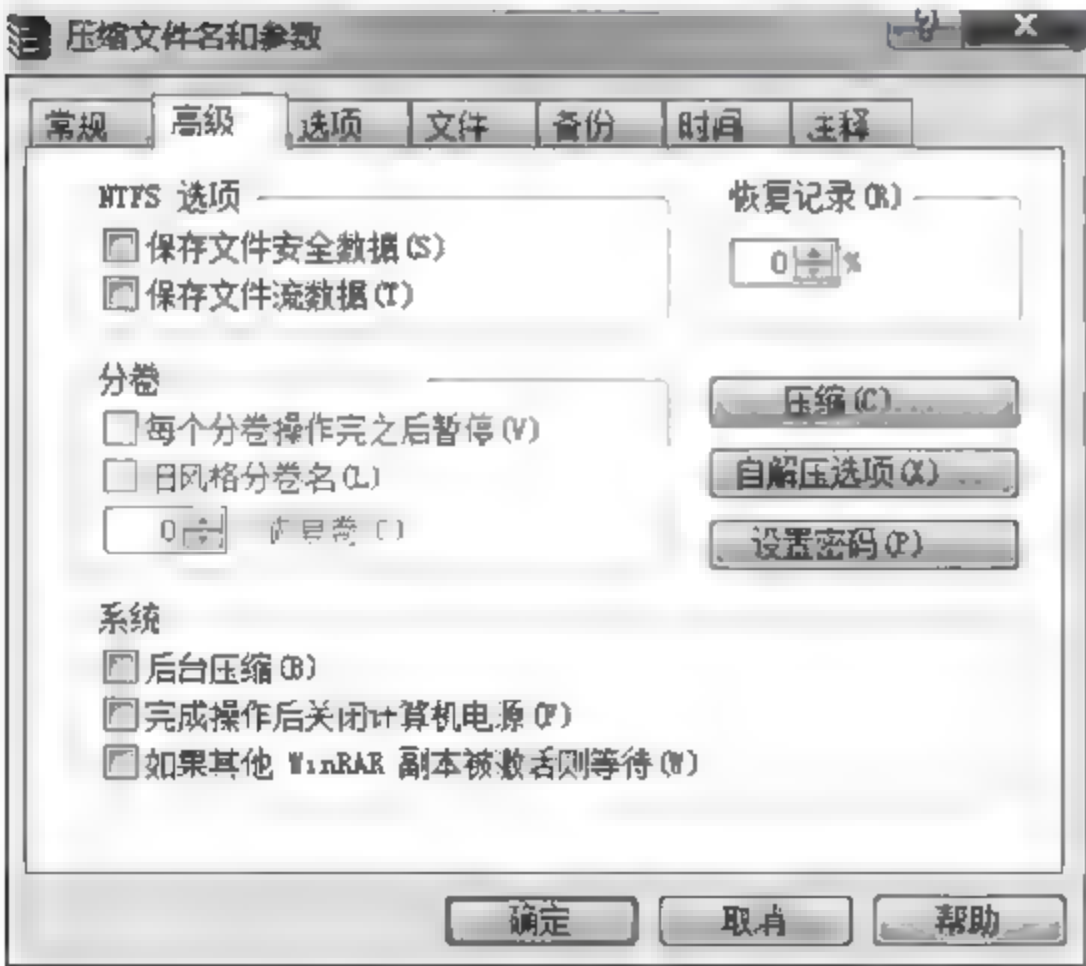 压缩文件名和参数
常规 高级 选项 文件 备份 时间 注释
NTFS 选项
保存文件安全数据(S)
保存文件流数据(T)
恢复记录(R)
0 %
分卷
每个分卷操作完之后暂停(V)
旧风格分卷名(L)
0
压缩(C)...
自解压选项(X)...
设置密码(P)
系统
后台压缩(B)
完成操作后关闭计算机电源(F)
如果其他 WinRAR 副本被激活则等待(W)
确定 取消 帮助